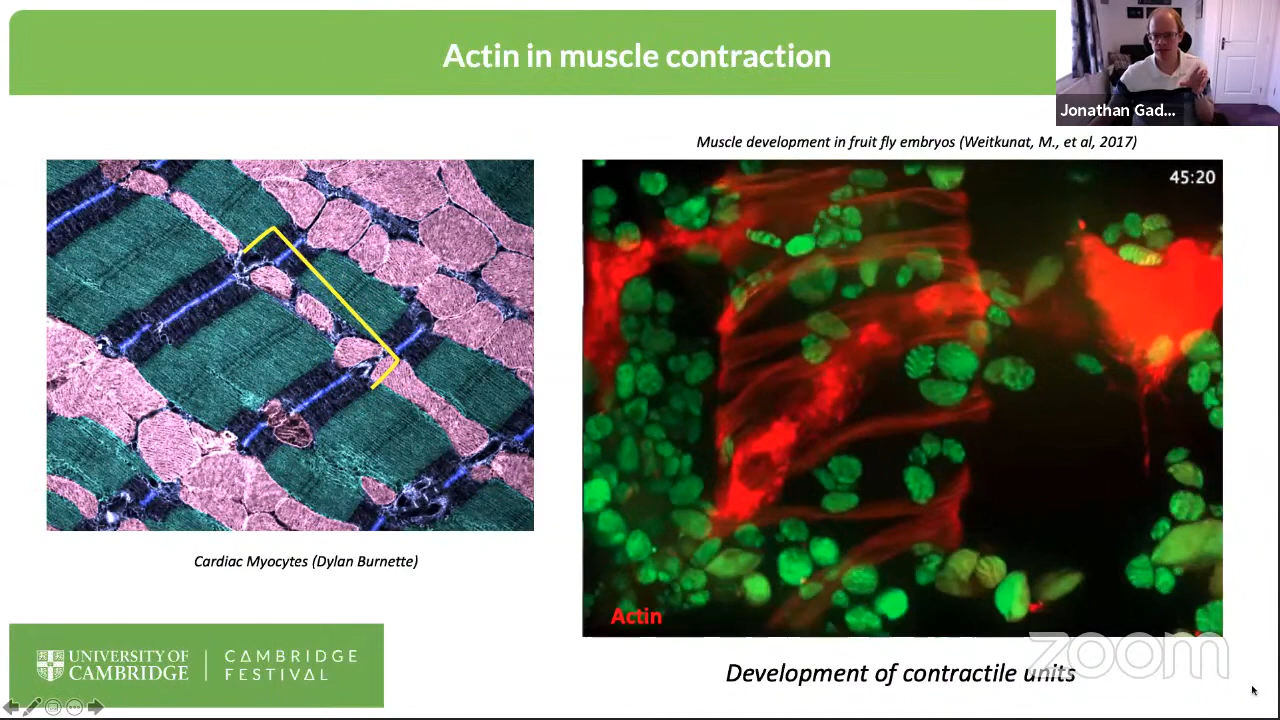 Actin in muscle contraction
Jonathan Gad...
Muscle development in fruit fly embryos (Weitkunat, M., et al, 2017)
45:20
Actin
Cardiac Myocytes (Dylan Burnette)
Development of contractile units
UNIVERSITY OF
CAMBRIDGE
CAMBRIDGE
FESTIVAL
zoom